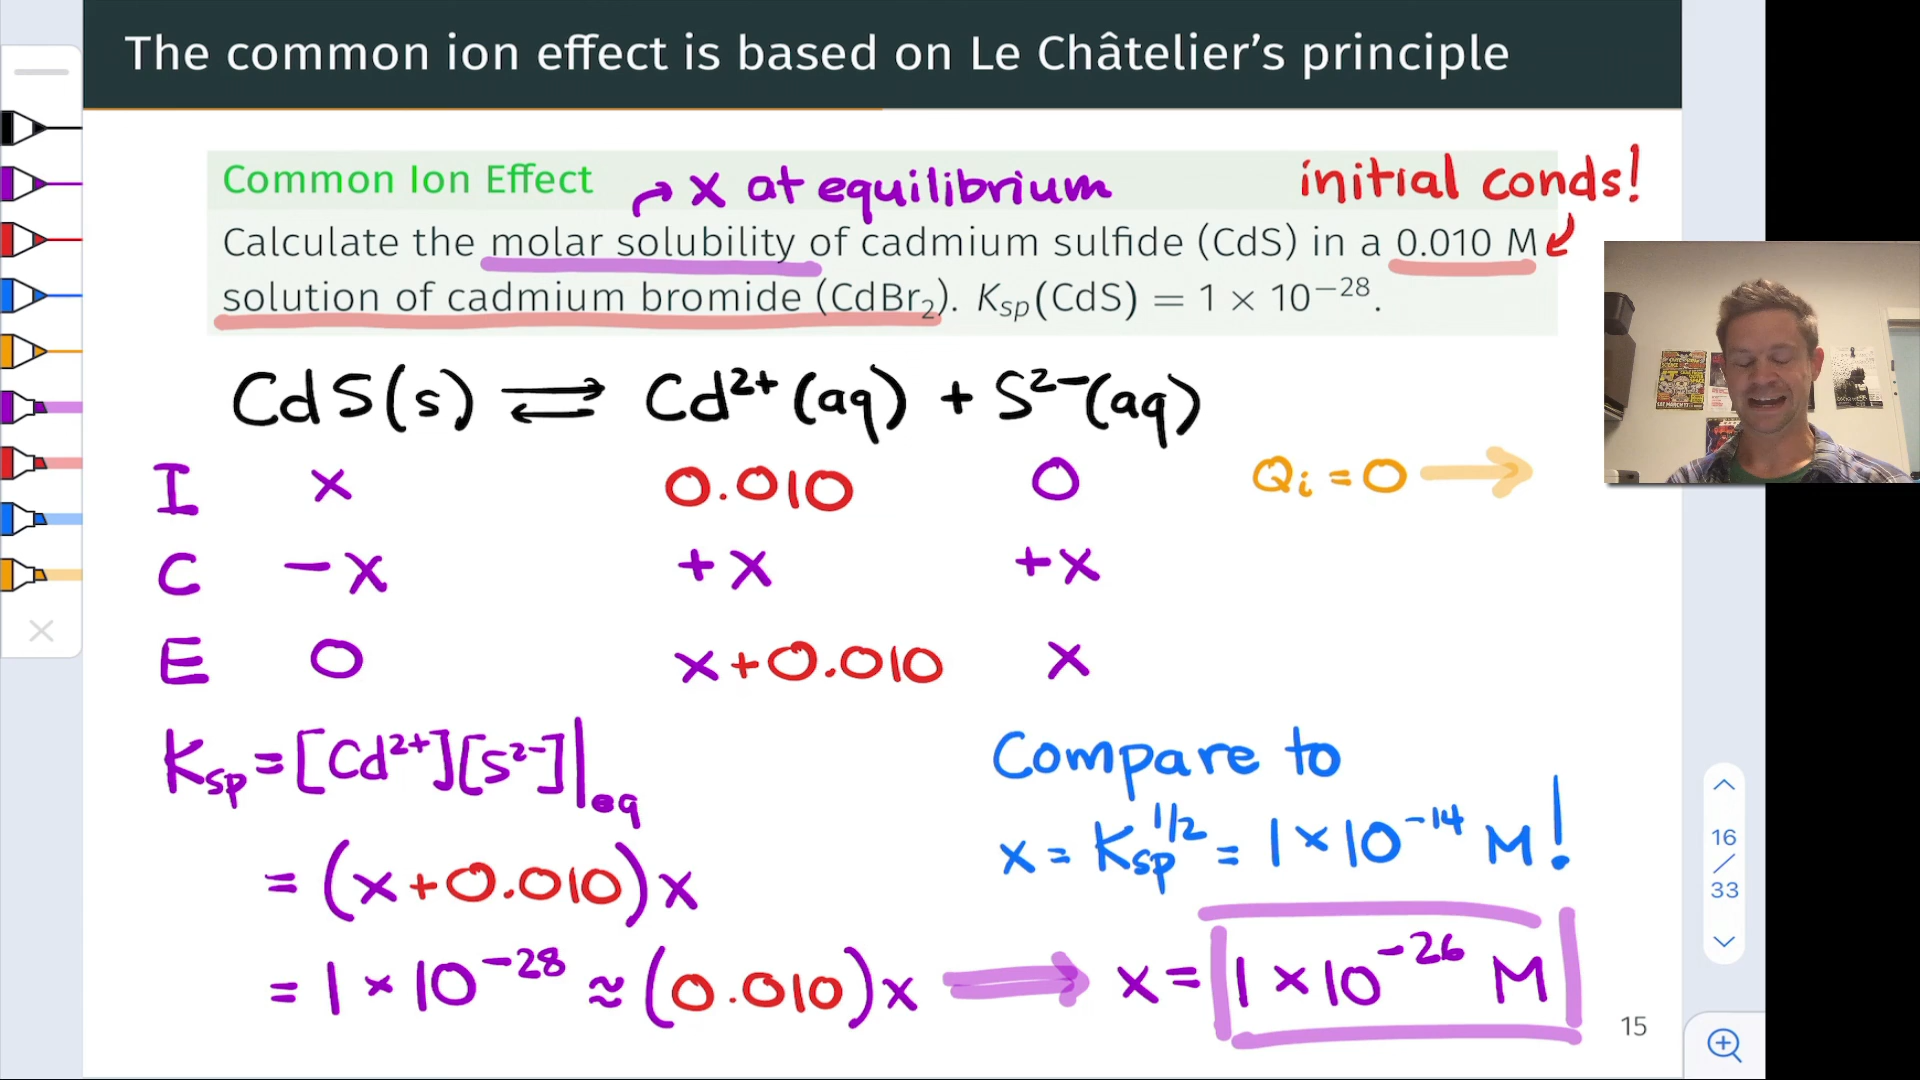 The common ion effect is based on Le Châtelier's principle
Common Ion Effect
→ x at equilibrium
initial conds!
Calculate the molar solubility of cadmium sulfide (CdS) in a 0.010 M
solution of cadmium bromide (CdBr₂). Kₛₚ(CdS) = 1 × 10⁻²⁸.
CdS(s) ⇌ Cd²⁺(aq) + S²⁻(aq)
I x 0.010 0 Qᵢ = 0 →
C -x +x +x
E 0 x+0.010 x
Kₛₚ = [Cd²⁺][S²⁻]|eq
= (x+0.010)x
= 1 × 10⁻²⁸ ≈ (0.010)x → x = 1 × 10⁻²⁶ M
Compare to
x = Kₛₚ^1/2 = 1 × 10⁻¹⁴ M!
15
16
/
33